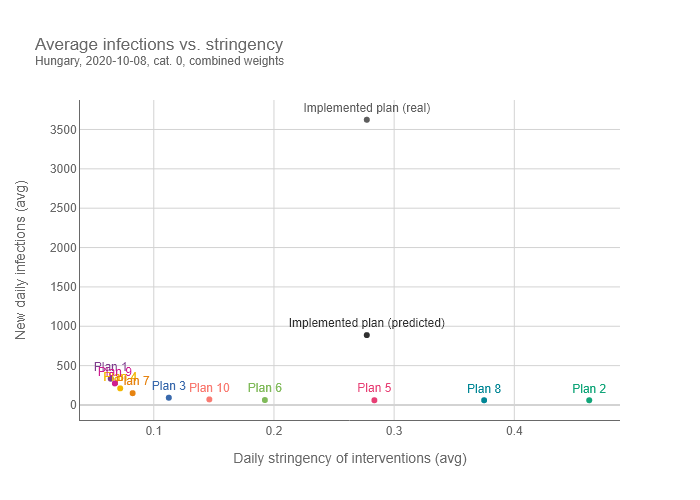 Average infections vs. stringency
Hungary, 2020-10-08, cat. 0, combined weights
New daily infections (avg)
3500
3000
2500
2000
1500
1000
500
0
Implemented plan (real)
Implemented plan (predicted)
Plan 1
Plan 9
Plan 4
Plan 7
Plan 3
Plan 10
Plan 6
Plan 5
Plan 8
Plan 2
0.1
0.2
0.3
0.4
Daily stringency of interventions (avg)